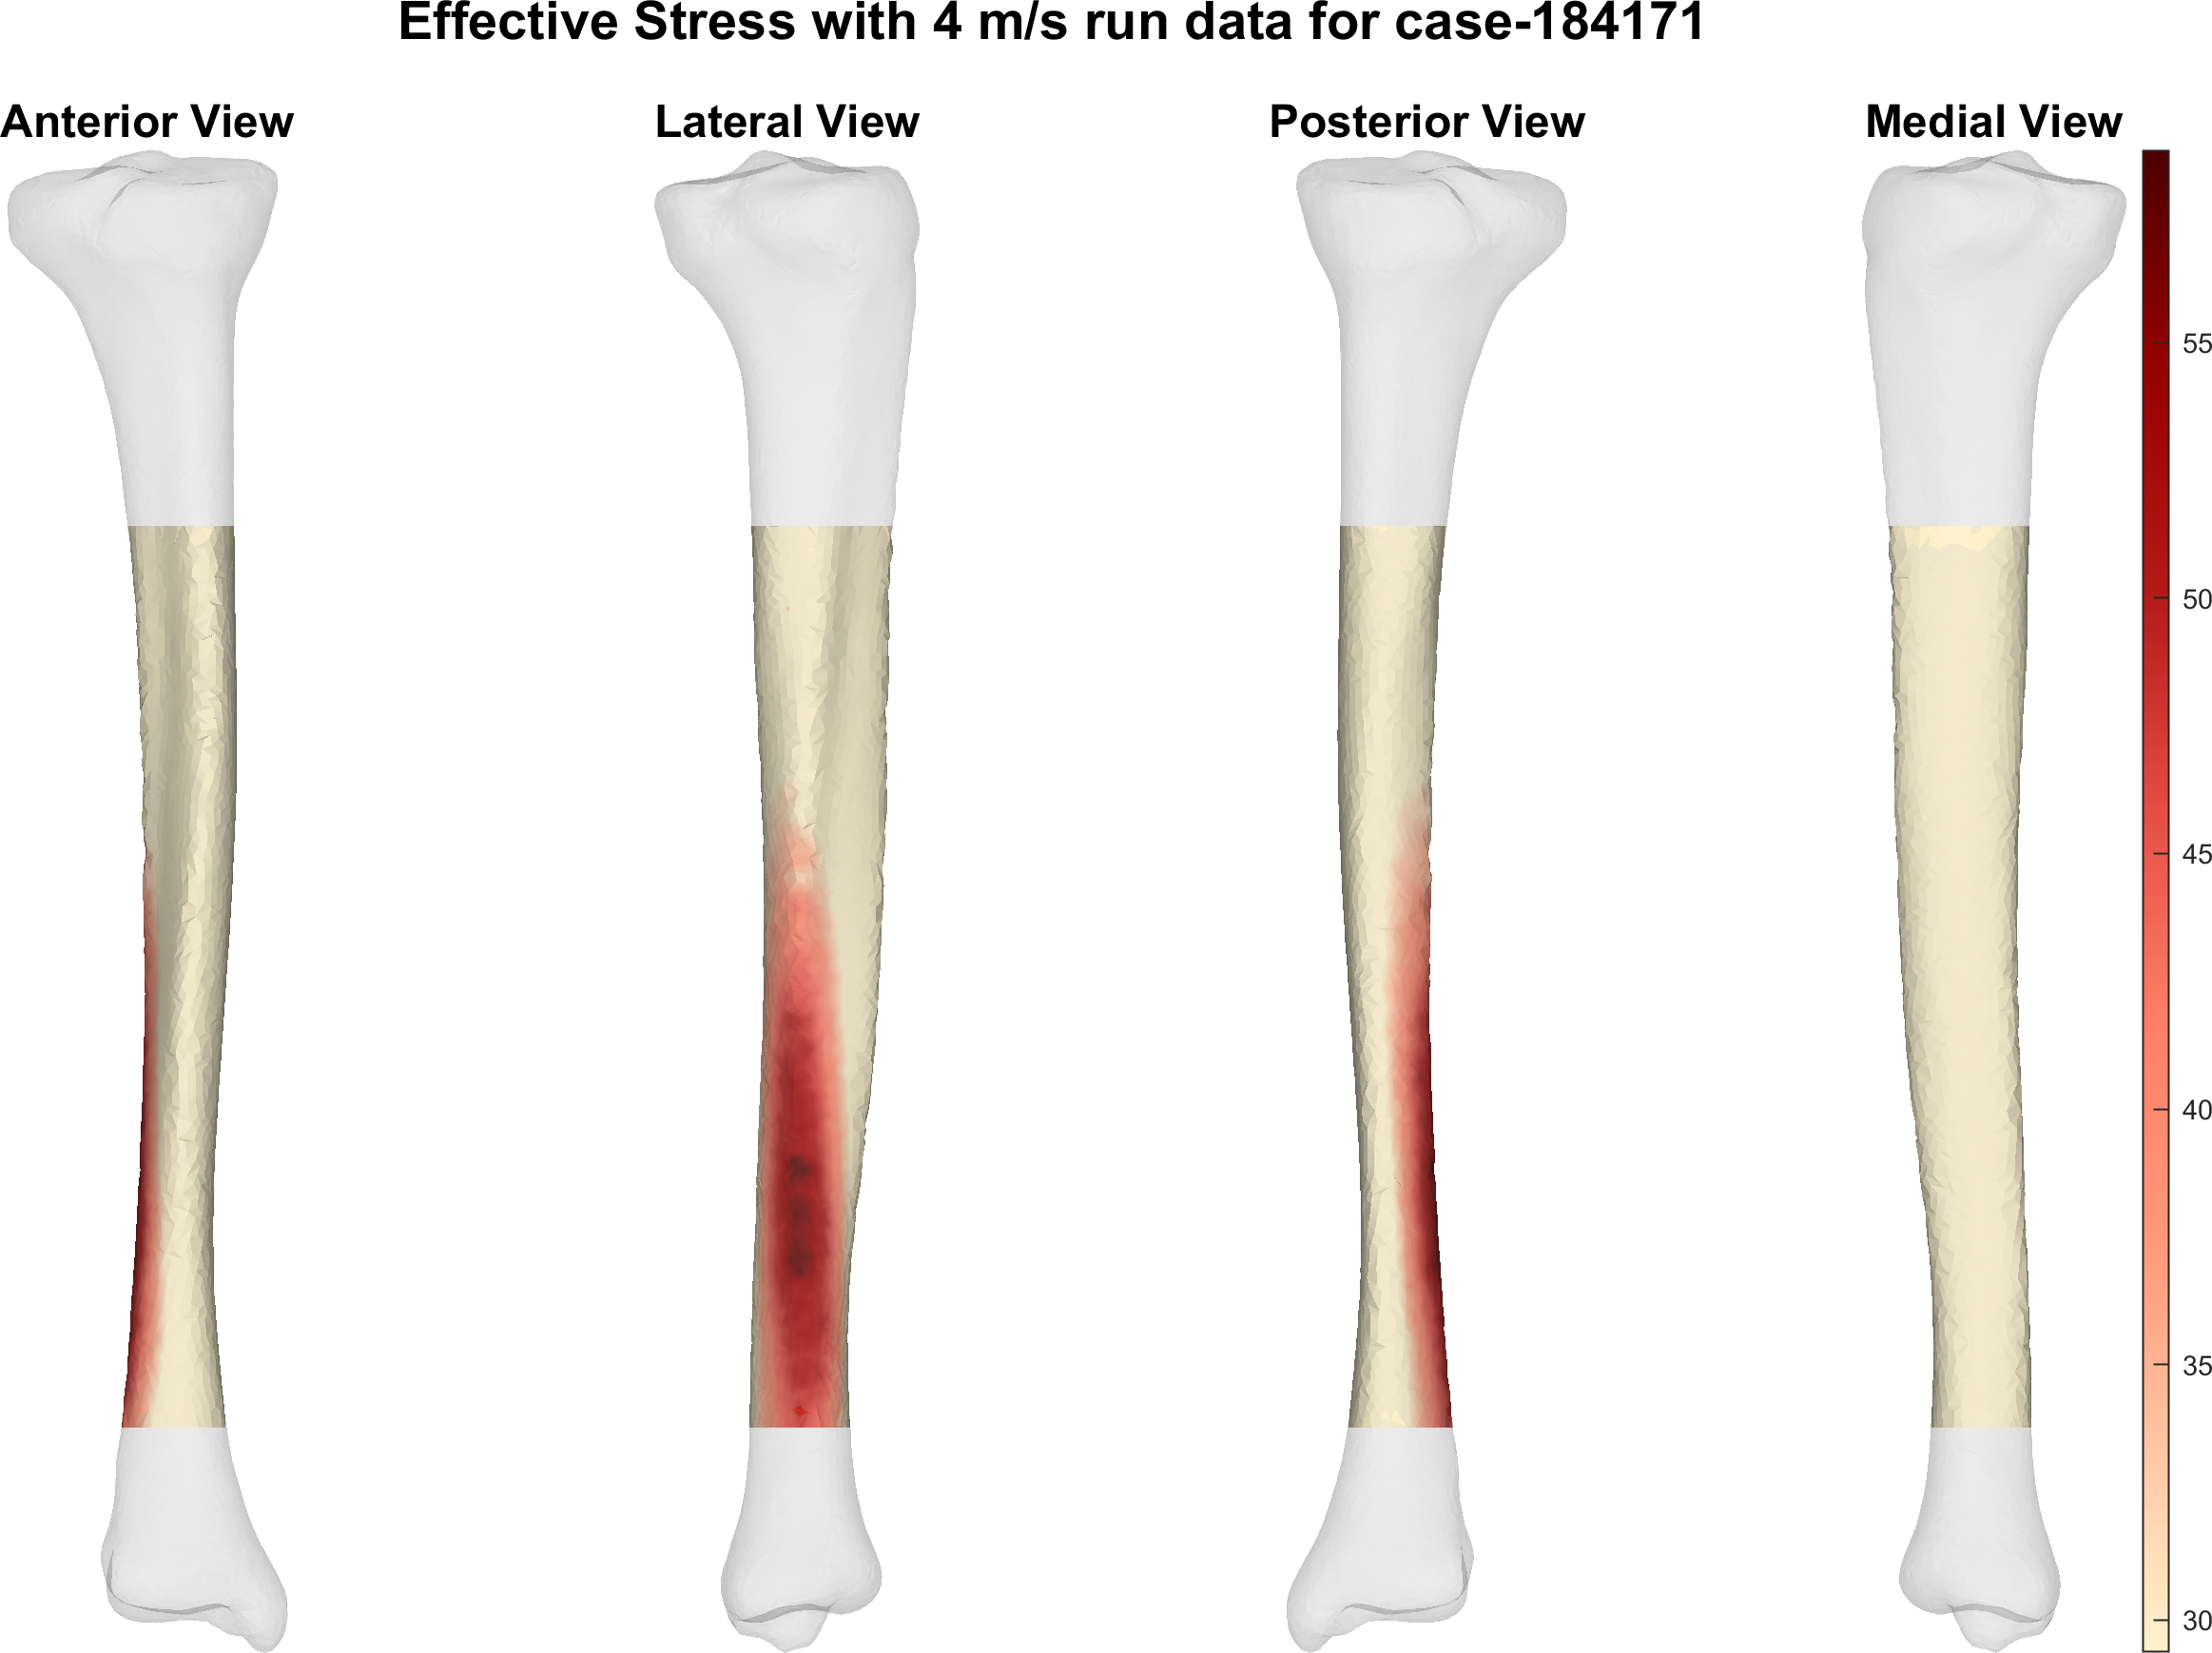 Effective Stress with 4 m/s run data for case-184171
Anterior View
Lateral View
Posterior View
Medial View
55
50
45
40
35
30